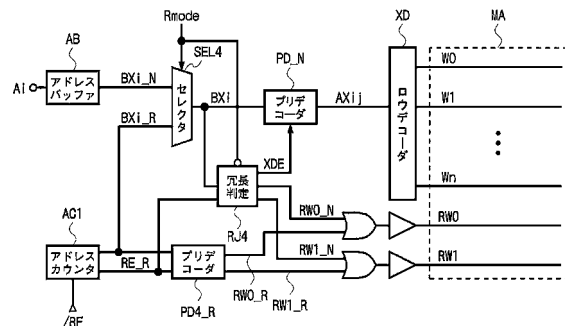 Rmode
AB
SEL4
XD
MA
PD_N
Ai
アドレス
バッファ
BXi_N
セレクタ
BXi
プリデ
コーダ
AXij
ロウデコーダ
W0
W1
Wn
BXi_R
XDE
冗長
判定
RJ4
RW0_N
RW0
AC1
アドレス
カウンタ
RE_R
プリデ
コーダ
PD4_R
RW1_N
RW1
RW0_R
RW1_R
/RE